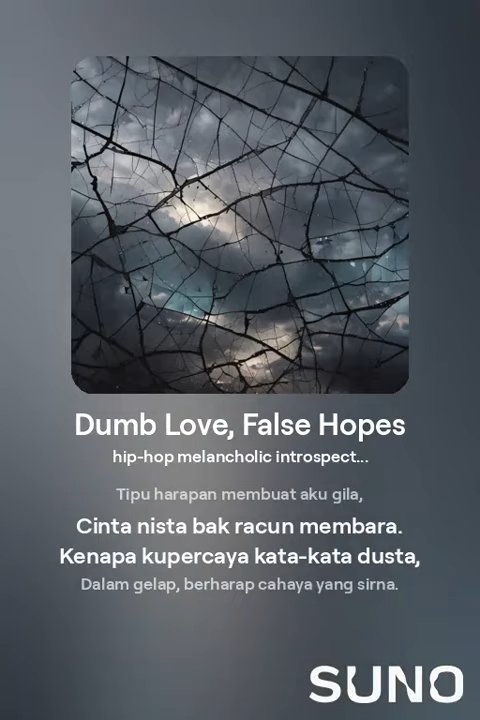 Dumb Love, False Hopes
hip-hop melancholic introspect...
Tipu harapan membuat aku gila,
Cinta nista bak racun membara.
Kenapa kupercaya kata-kata dusta,
Dalam gelap, berharap cahaya yang sirna.
SUNO